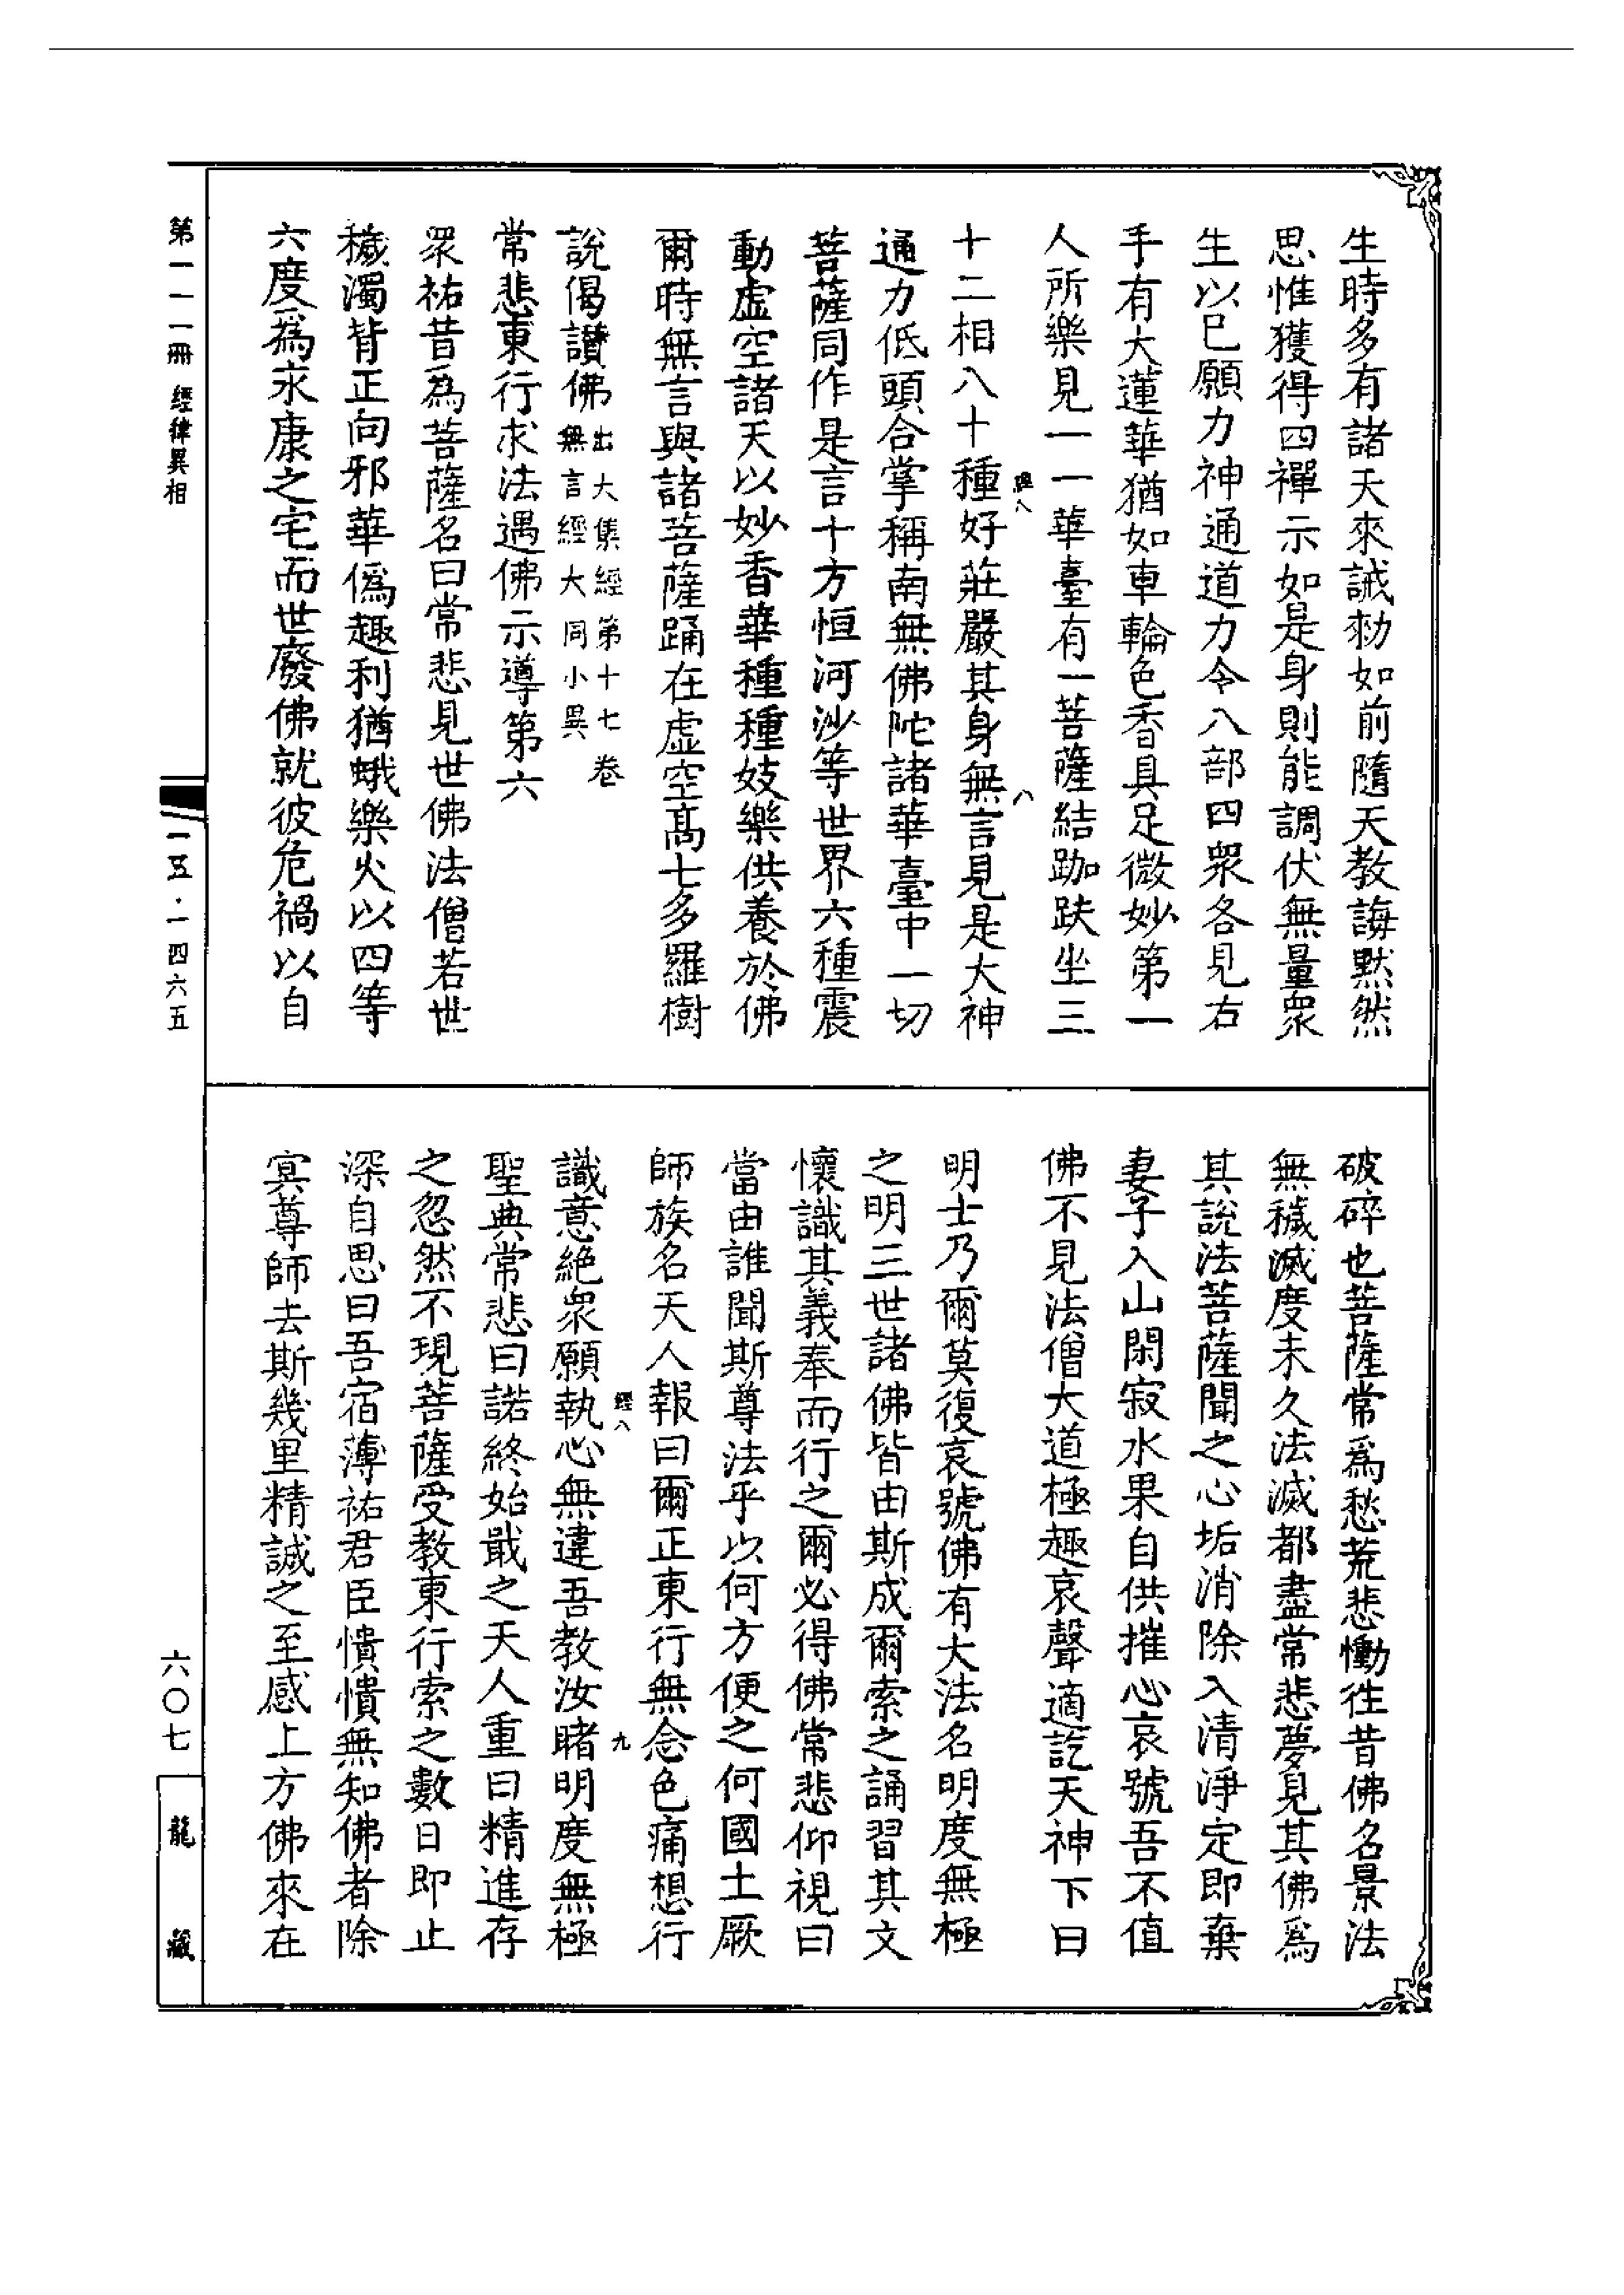 生時多有諸天來誡勑如前隨天教誨默然
思惟獲得四禪示如是身則能調伏無量衆
生以巳願力神通道力令八部四衆各見右
手有大蓮華猶如車輪色香具足微妙第一
人所樂見一一華臺有一菩薩結跏趺坐三
經八
八
十二相八十種好莊嚴其身無言見是大神
通力低頭合掌稱南無佛陀諸華臺中一切
菩薩同作是言十方恒河沙等世界六種震
動虛空諸天以妙香華種種妓樂供養於佛
爾時無言與諸菩薩踊在虛空高七多羅樹
說偈讚佛出大集經第十七卷
無言經大同小異
常悲東行求法遇佛示導第六
衆祐昔為菩薩名曰常悲見世佛法僧若世
穢濁背正向邪華僞趣利猶蛾樂火以四等
六度為永康之宅而世廢佛就彼危禍以自
破碎也菩薩常為愁荒悲慟往昔佛名景法
無穢滅度未久法滅都盡常悲夢見其佛爲
其說法菩薩聞之心垢消除入清淨定即棄
妻子入山閑寂水果自供摧心哀號吾不值
佛不見法僧大道極趣哀聲適訖天神下曰
明士乃爾莫復哀號佛有大法名明度無極
之明三世諸佛皆由斯成爾索之誦習其文
懷識其義奉而行之爾必得佛常悲仰視曰
當由誰聞斯尊法乎以何方便之何國土厥
師族名天人報曰爾正東行無念色痛想行
經八
九
識意絶衆願執心無違吾教汝睹明度無極
聖典常悲曰諾終始戢之天人重曰精進存
之忽然不現菩薩受教東行索之數日即止
深自思曰吾宿薄祐君臣憒憒無知佛者除
冥尊師去斯幾里精誠之至感上方佛來在
第一一一冊 經律異相
一五·一四六五
六〇七
龍藏